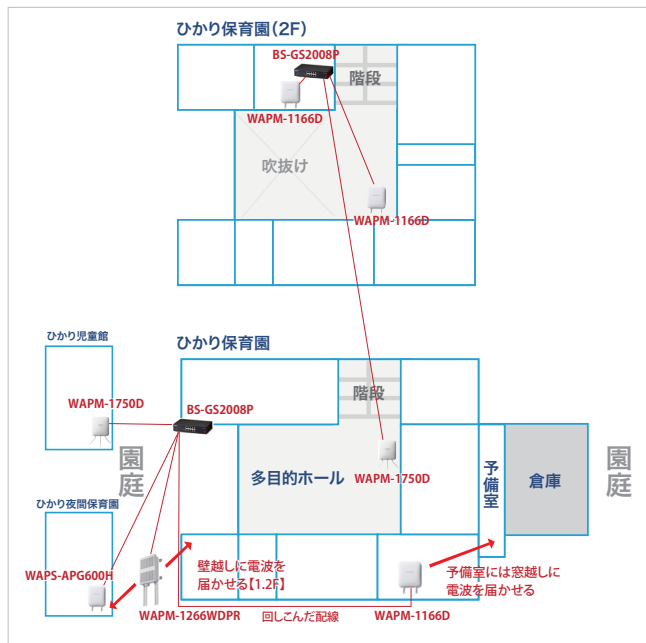 ひかり保育園(2F)
BS-GS2008P
階段
WAPM-1166D
吹抜け
WAPM-1166D
ひかり児童館
ひかり保育園
WAPM-1750D
BS-GS2008P
階段
園庭
多目的ホール
WAPM-1750D
予備室
倉庫
園庭
ひかり夜間保育園
WAPS-APG600H
壁越しに電波を
届かせる【1.2F】
予備室には窓越しに
電波を届かせる
WAPM-1266WDPR
回しこんだ配線
WAPM-1166D